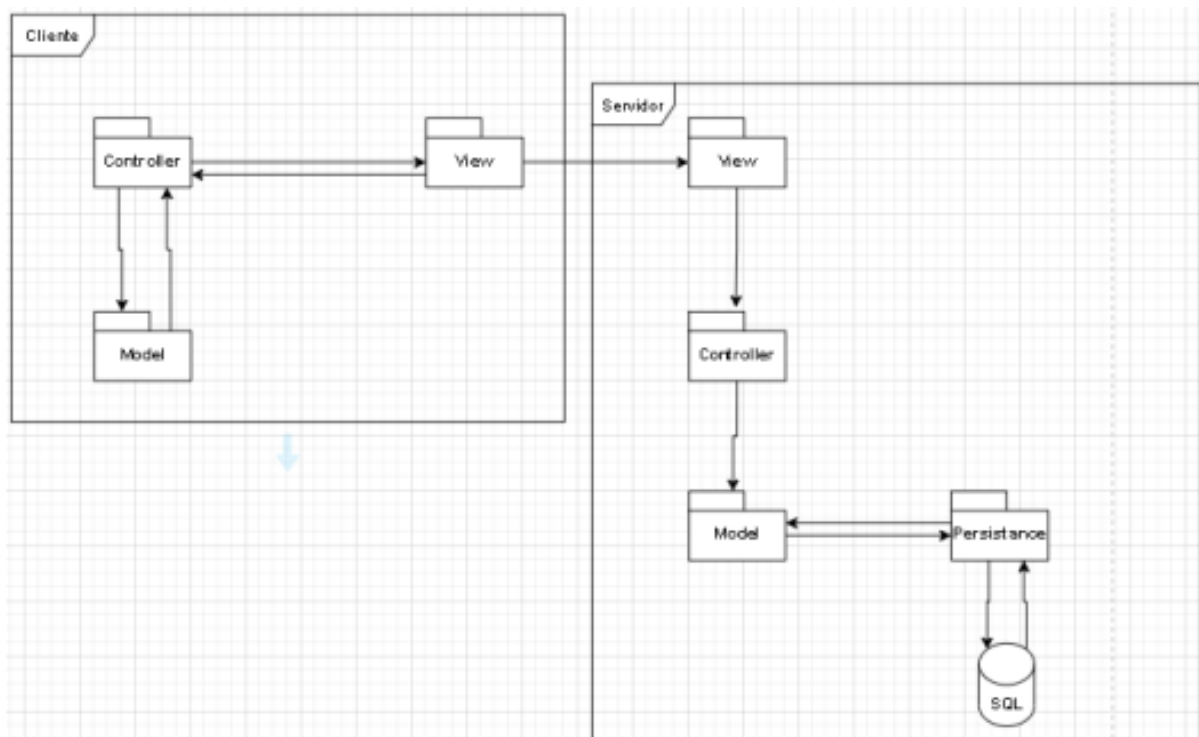 Cliente
Servidor
Controller
View
View
Model
Controller
Model
Persistance
SQL